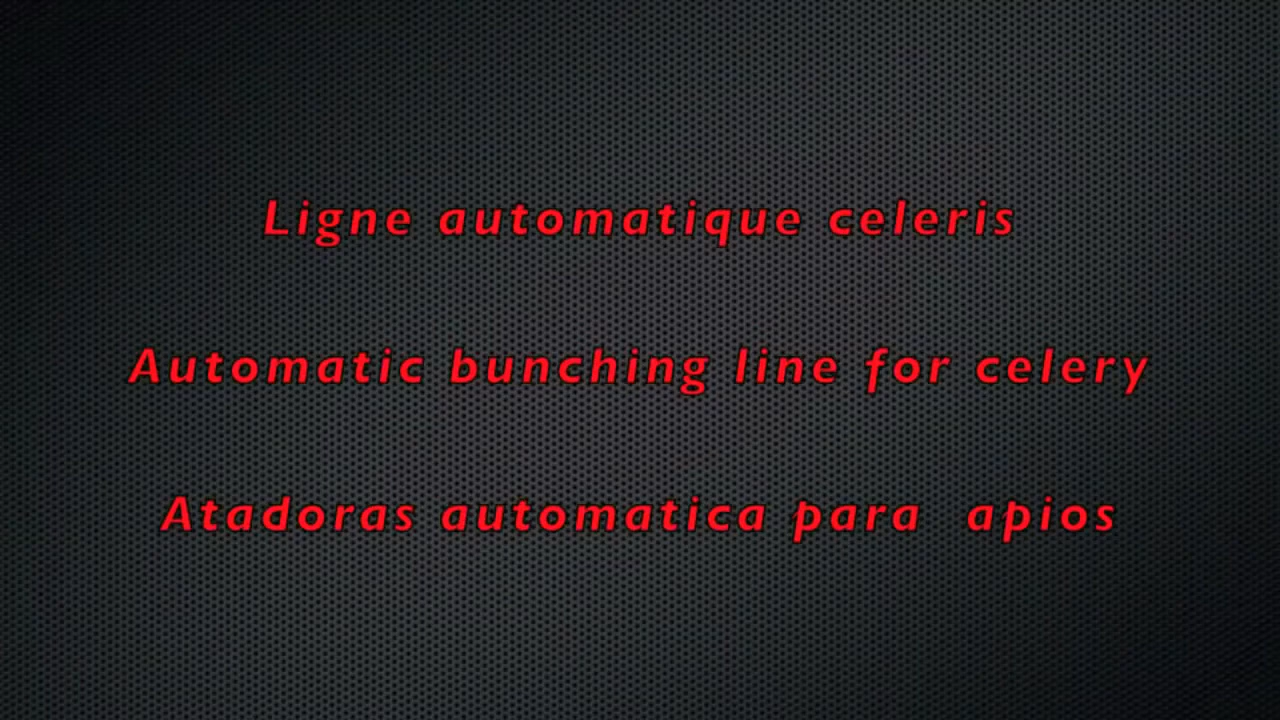 Ligne automatique celeris
Automatic bunching line for celery
Atadoras automatica para apios